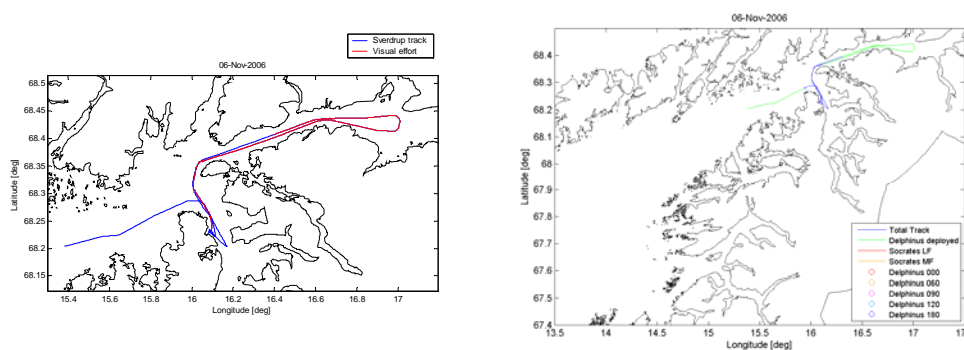 Sverdrup track
Visual effort
06-Nov-2006
68.5
68.45
68.4
68.35
68.3
68.25
68.2
68.15
Latitude [deg]
15.4 15.6 15.8 16 16.2 16.4 16.6 16.8 17 17.2
Longitude [deg]
06-Nov-2006
68.4
68.3
68.2
68.1
68
67.9
67.8
67.7
67.6
67.5
67.4
Latitude [deg]
Total Track
Delphinus deployed
Socrates LF
Socrates MF
Delphinus 000
Delphinus 060
Delphinus 090
Delphinus 120
Delphinus 180
13.5 14 14.5 15 15.5 16 16.5 17 17.5
Longitude [deg]